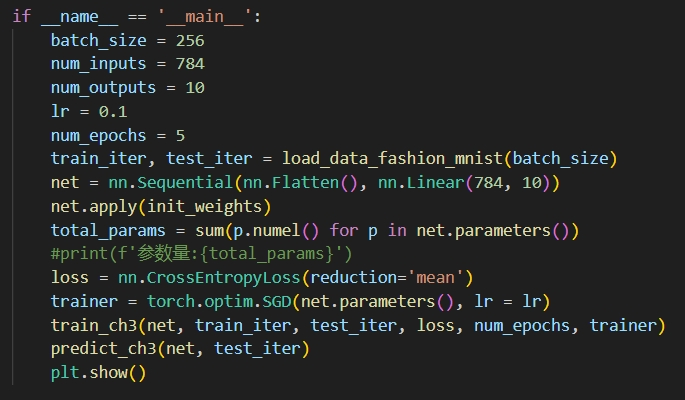 if __name__ == '__main__':
    batch_size = 256
    num_inputs = 784
    num_outputs = 10
    lr = 0.1
    num_epochs = 5
    train_iter, test_iter = load_data_fashion_mnist(batch_size)
    net = nn.Sequential(nn.Flatten(), nn.Linear(784, 10))
    net.apply(init_weights)
    total_params = sum(p.numel() for p in net.parameters())
    #print(f'参数量:{total_params}')
    loss = nn.CrossEntropyLoss(reduction='mean')
    trainer = torch.optim.SGD(net.parameters(), lr = lr)
    train_ch3(net, train_iter, test_iter, loss, num_epochs, trainer)
    predict_ch3(net, test_iter)
    plt.show()